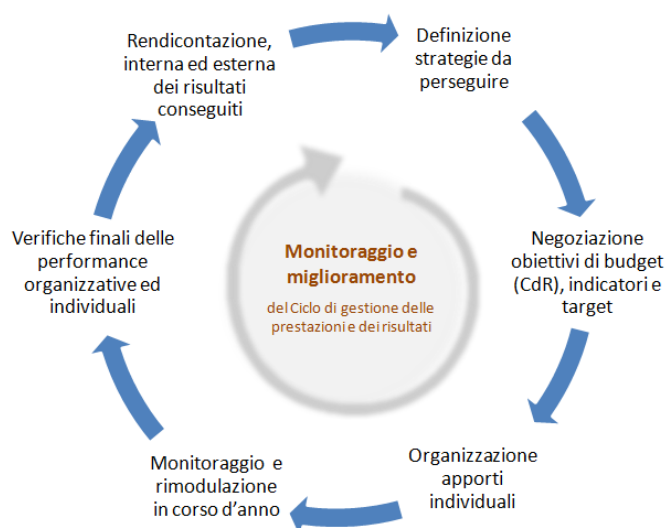 Rendicontazione,
interna ed esterna
dei risultati
conseguiti
Definizione
strategie da
perseguire
Negoziazione
obiettivi di budget
(CdR), indicatori e
target
Organizzazione
apporti
individuali
Monitoraggio e
rimodulazione
in corso d’anno
Verifiche finali delle
performance
organizzative ed
individuali
Monitoraggio e
miglioramento
del Ciclo di gestione delle
prestazioni e dei risultati